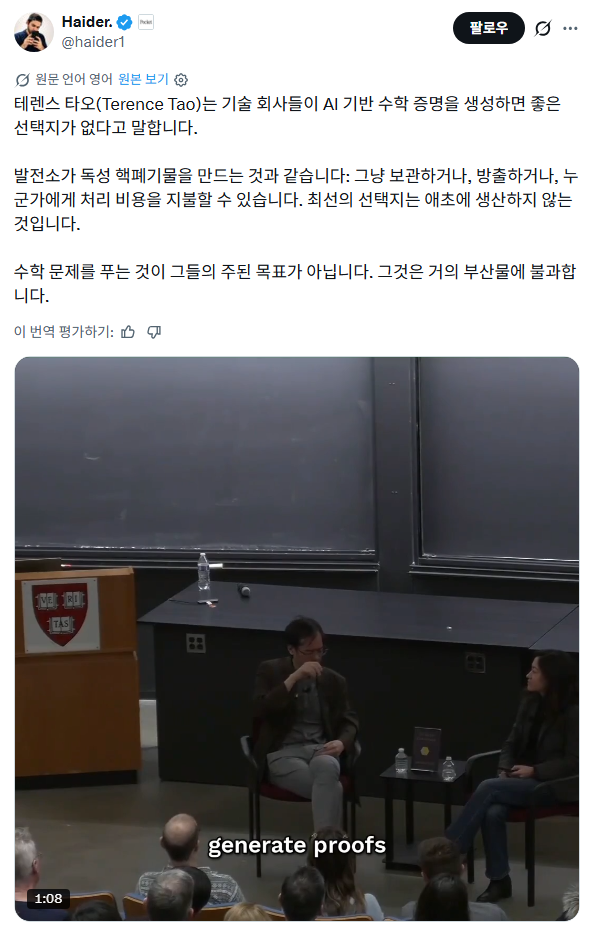 Haider.
Pocket
@haider1
팔로우
원문 언어 영어 원본 보기
테렌스 타오(Terence Tao)는 기술 회사들이 AI 기반 수학 증명을 생성하면 좋은
선택지가 없다고 말합니다.
발전소가 독성 핵폐기물을 만드는 것과 같습니다: 그냥 보관하거나, 방출하거나, 누
군가에게 처리 비용을 지불할 수 있습니다. 최선의 선택지는 애초에 생산하지 않는
것입니다.
수학 문제를 푸는 것이 그들의 주된 목표가 아닙니다. 그것은 거의 부산물에 불과합
니다.
이 번역 평가하기:
VE RI
TAS
generate proofs
1:08